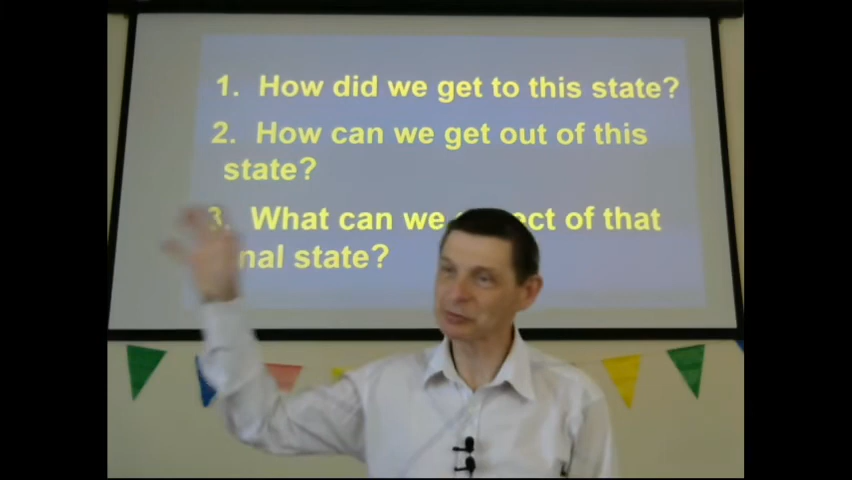 1. How did we get to this state?
2. How can we get out of this
state?
3. What can we of that
state?